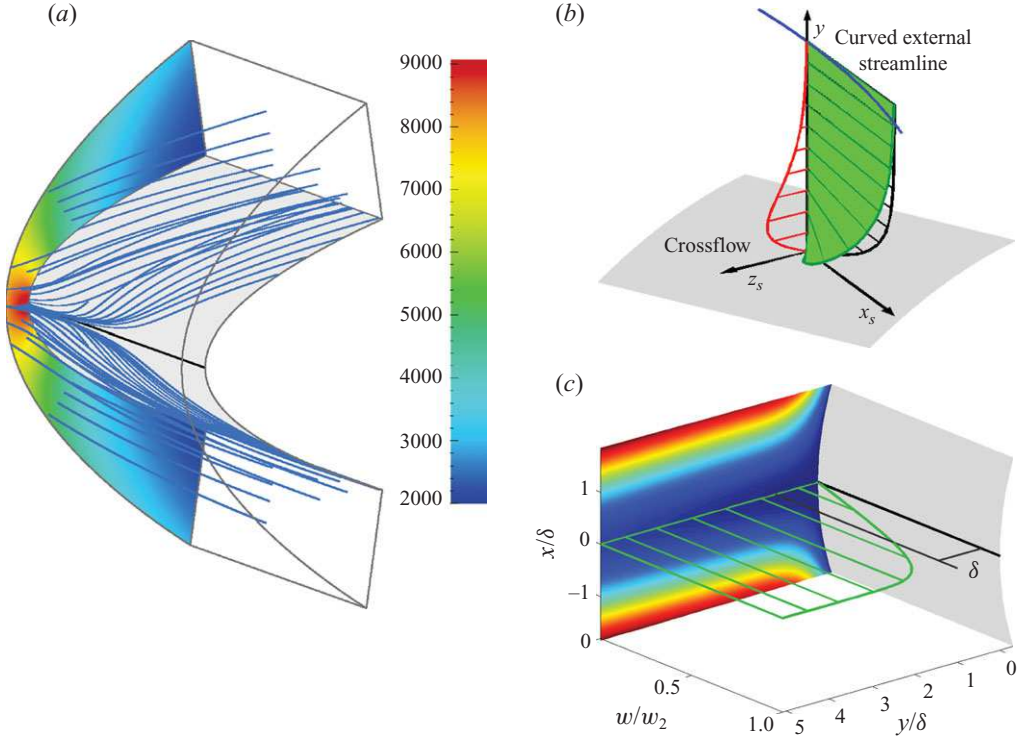 (a)
9000
8000
7000
6000
5000
4000
3000
2000
(b)
y
Curved external
streamline
Crossflow
z_s
x_s
(c)
1
0
−1
x/δ
0
0.5
1.0
w/w_2
5
4
3
2
1
0
y/δ
δ